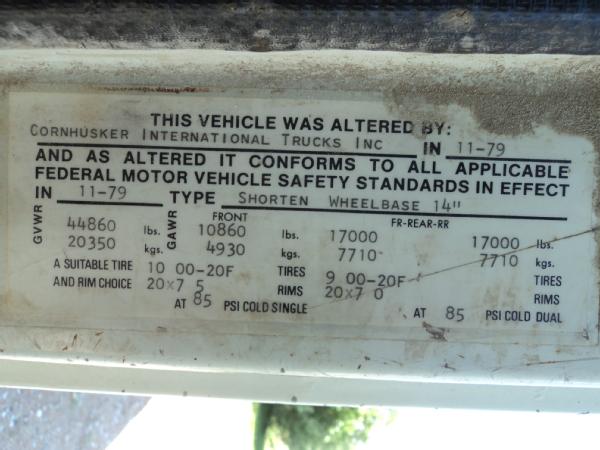 THIS VEHICLE WAS ALTERED BY:
CORNHUSKER INTERNATIONAL TRUCKS INC IN 11-79
AND AS ALTERED IT CONFORMS TO ALL APPLICABLE
FEDERAL MOTOR VEHICLE SAFETY STANDARDS IN EFFECT
IN 11-79 TYPE SHORTEN WHEELBASE 14"
FRONT FR-REAR-RR
GVWR 44860 lbs. GAWR 10860 lbs. 17000 17000 lbs.
20350 kgs. 4930 kgs. 7710 7710 kgs.
A SUITABLE TIRE 10 00-20F TIRES 9 00-20F TIRES
AND RIM CHOICE 20x7 5 RIMS 20x7 0 RIMS
AT 85 PSI COLD SINGLE AT 85 PSI COLD DUAL